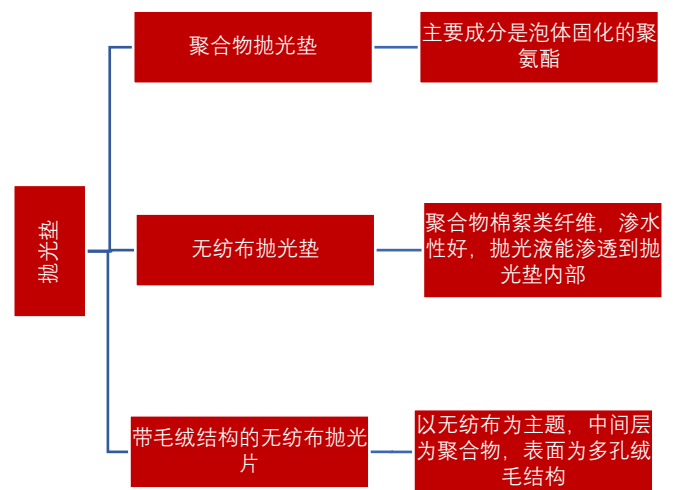 抛光垫
聚合物抛光垫
主要成分是泡体固化的聚
氨酯
无纺布抛光垫
聚合物棉絮类纤维，渗水
性好，抛光液能渗透到抛
光垫内部
带毛绒结构的无纺布抛光
片
以无纺布为主题，中间层
为聚合物，表面为多孔绒
毛结构